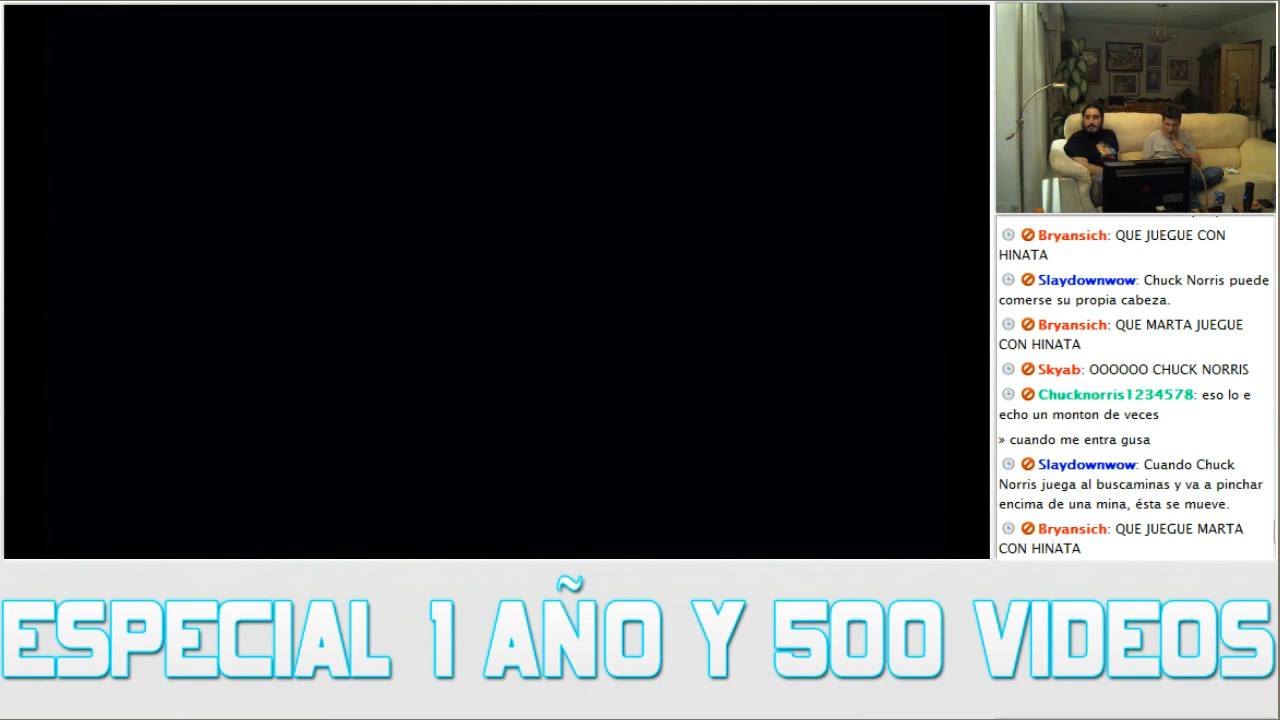 Bryansich: QUE JUEGUE CON
HINATA
Slaydownwow: Chuck Norris puede
comerse su propia cabeza.
Bryansich: QUE MARTA JUEGUE
CON HINATA
Skyab: OOOOOO CHUCK NORRIS
Chucknorris1234578: eso lo e
echo un monton de veces
» cuando me entra gusa
Slaydownwow: Cuando Chuck
Norris juega al buscaminas y va a pinchar
encima de una mina, ésta se mueve.
Bryansich: QUE JUEGUE MARTA
CON HINATA
ESPECIAL 1 AÑO Y 500 VIDEOS